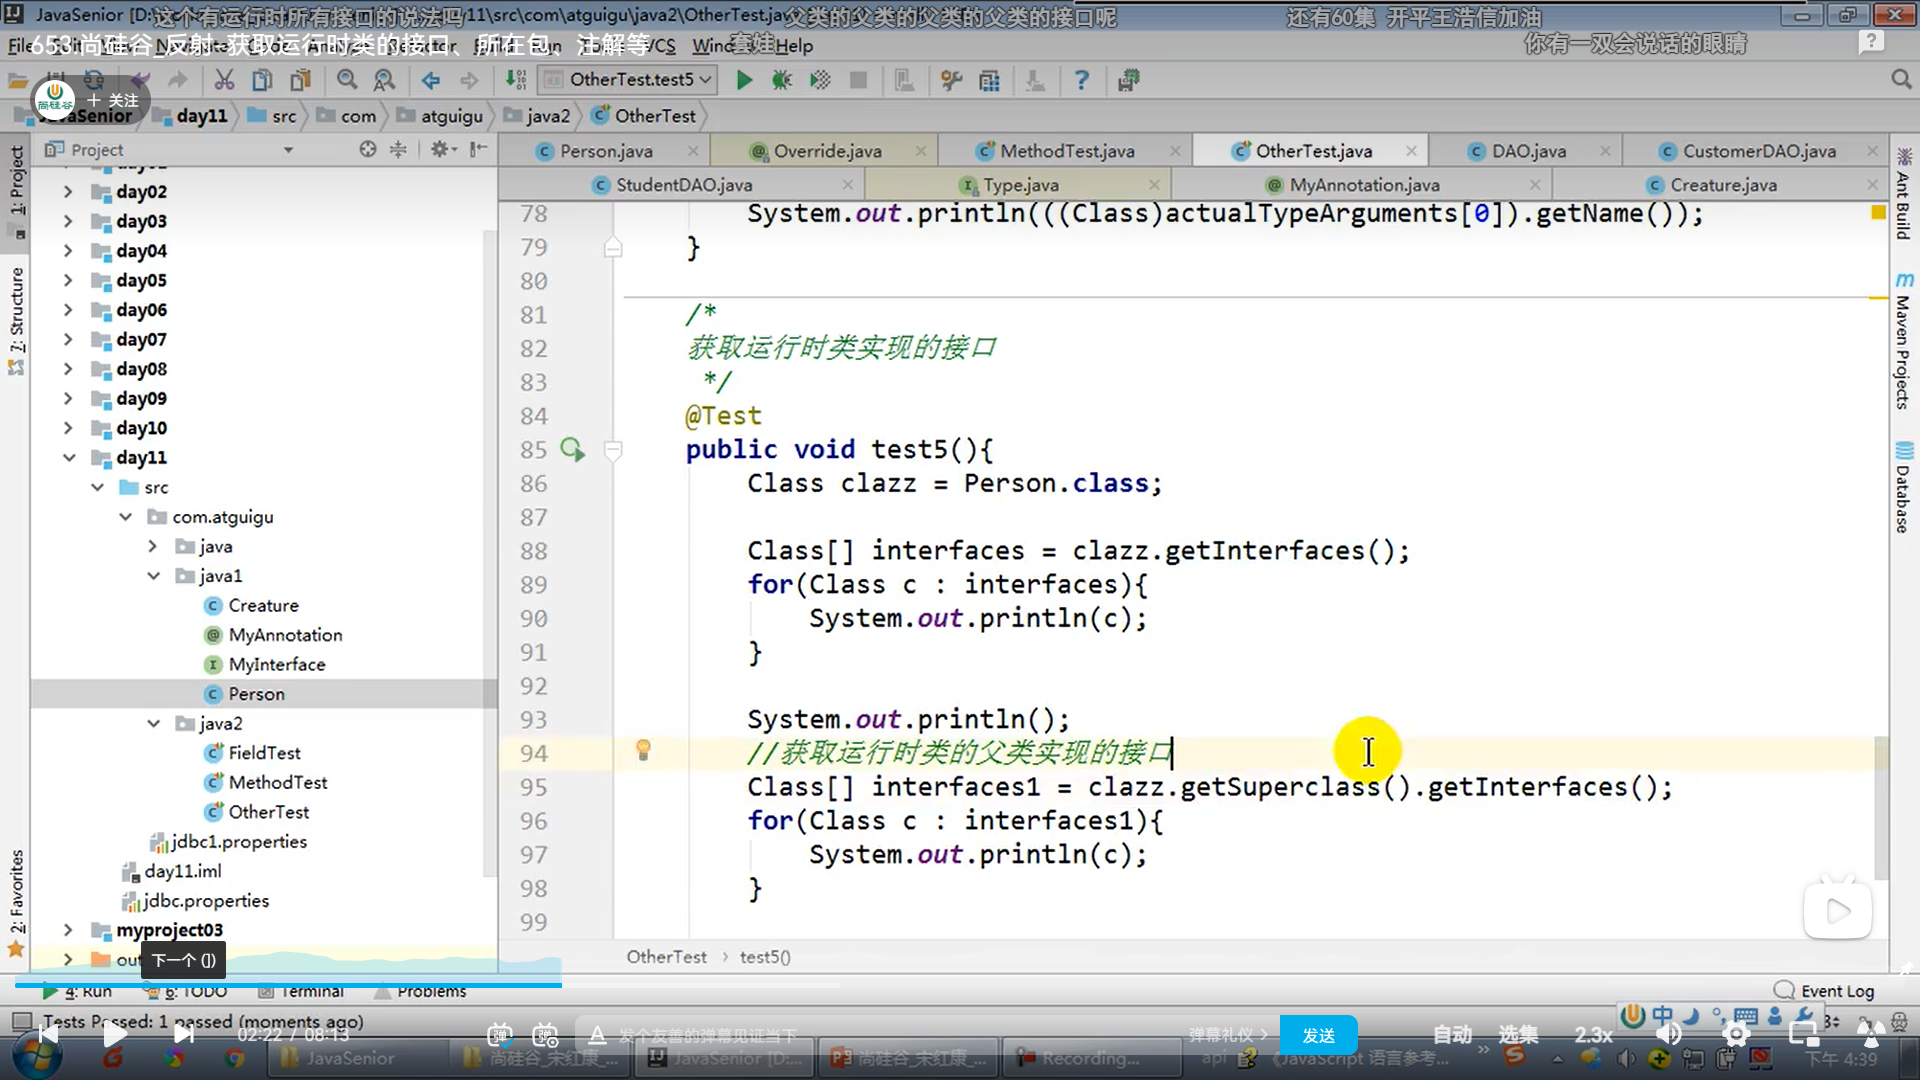 JavaSenior [D:\ day11\src\com\atguigu\java2\OtherTest.java
这个有运行时所有接口的说法吗
父类的父类的父类的父类的接口呢
还有60集 开平王浩信加油
653.尚硅谷_反射-获取运行时类的接口、所在包、注解等
VCS Window Help
套娃
你有一双会说话的眼睛
尚硅谷
+ 关注
OtherTest.test5
JavaSenior day11 src com atguigu java2 OtherTest
Project
Person.java Override.java MethodTest.java OtherTest.java DAO.java CustomerDAO.java
StudentDAO.java Type.java MyAnnotation.java Creature.java
1: Project
7: Structure
2: Favorites
Ant Build
Maven Projects
Database
day02
day03
day04
day05
day06
day07
day08
day09
day10
day11
src
com.atguigu
java
java1
Creature
MyAnnotation
MyInterface
Person
java2
FieldTest
MethodTest
OtherTest
jdbc1.properties
day11.iml
jdbc.properties
myproject03
out
下一个 (])
78 System.out.println(((Class)actualTypeArguments[0]).getName());
79 }
80
81 /*
82 获取运行时类实现的接口
83 */
84 @Test
85 public void test5(){
86 Class clazz = Person.class;
87
88 Class[] interfaces = clazz.getInterfaces();
89 for(Class c : interfaces){
90 System.out.println(c);
91 }
92
93 System.out.println();
94 //获取运行时类的父类实现的接口
95 Class[] interfaces1 = clazz.getSuperclass().getInterfaces();
96 for(Class c : interfaces1){
97 System.out.println(c);
98 }
99
OtherTest › test5()
4: Run 6: TODO Terminal Problems
Event Log
Tests Passed: 1 passed (moments ago)
02:22 / 08:13
弹 弹
发个友善的弹幕见证当下
弹幕礼仪 >
发送
自动 选集 2.3x
中
JavaSenior
尚硅谷_宋红康_...
JavaSenior [D:...
尚硅谷_宋红康_...
Recording...
api
《JavaScript 语言参考...
下午 4:39